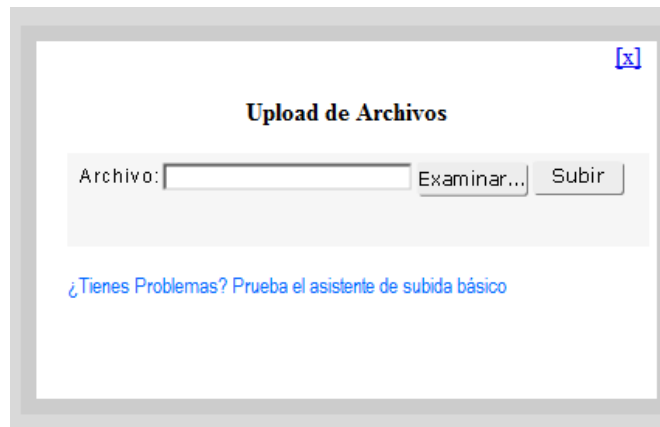 [x]
Upload de Archivos
Archivo: Examinar... Subir
¿Tienes Problemas? Prueba el asistente de subida básico